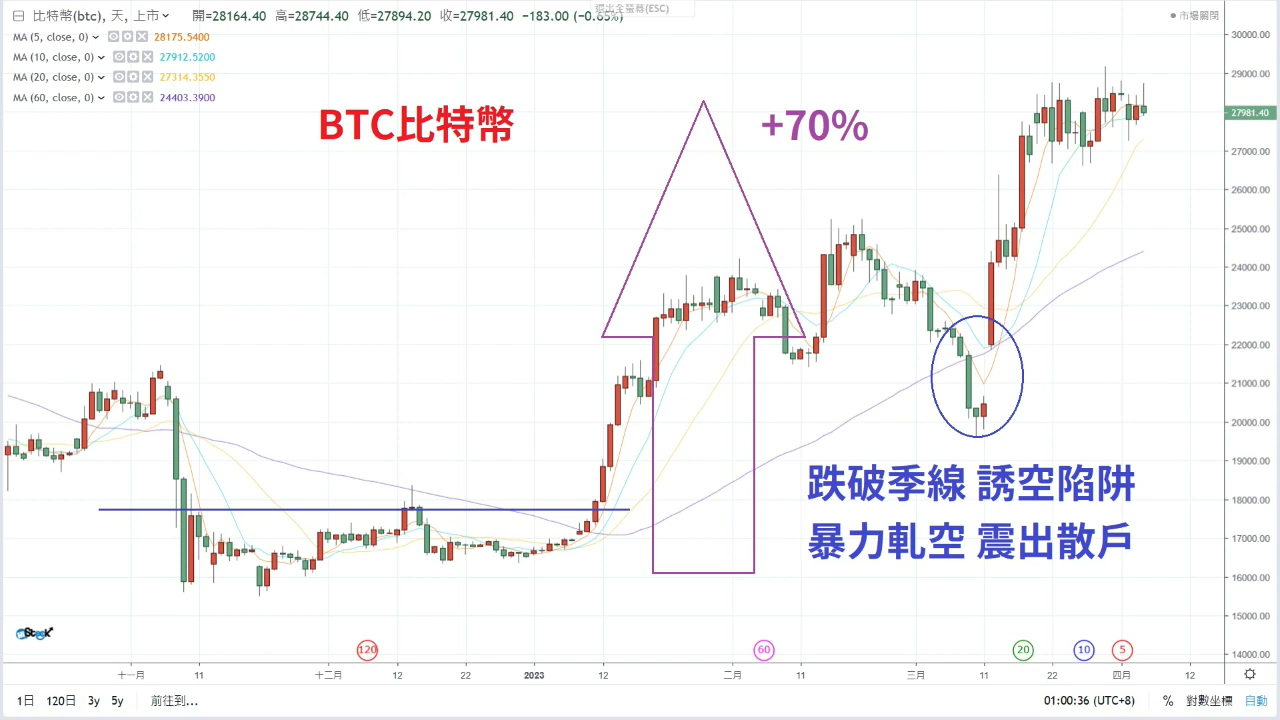 比特幣(btc), 天, 上市 開=28164.40 高=28744.40 低=27894.20 收=27981.40 −183.00 (−0.65%)
退出全螢幕(ESC)
市場關閉
MA (5, close, 0) 28175.5400
MA (10, close, 0) 27912.5200
MA (20, close, 0) 27314.3550
MA (60, close, 0) 24403.3900
BTC比特幣
+70%
跌破季線 誘空陷阱
暴力軋空 震出散戶
30000.00
29000.00
27981.40
27000.00
26000.00
25000.00
24000.00
23000.00
22000.00
21000.00
20000.00
19000.00
18000.00
17000.00
16000.00
15000.00
14000.00
Stock
120 60 20 10 5
十一月 11 十二月 12 22 2023 12 二月 11 三月 11 22 四月 12
1日 120日 3y 5y 前往到... 01:00:36 (UTC+8) % 對數坐標 自動